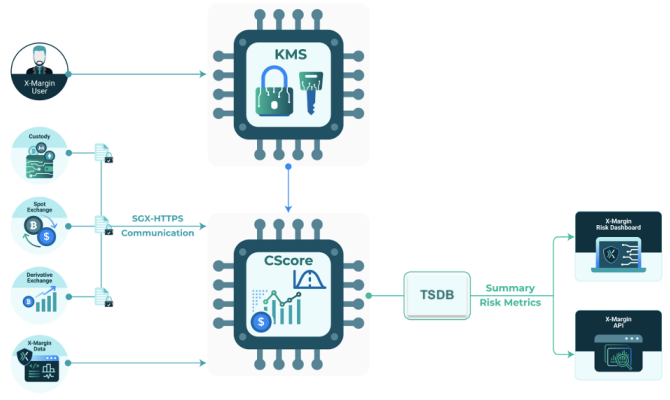 KMS
X-Margin
User
Custody
Spot
Exchange
SGX-HTTPS
Communication
Derivative
Exchange
X-Margin
Data
CScore
TSDB
Summary
Risk Metrics
X-Margin
Risk Dashboard
X-Margin
API